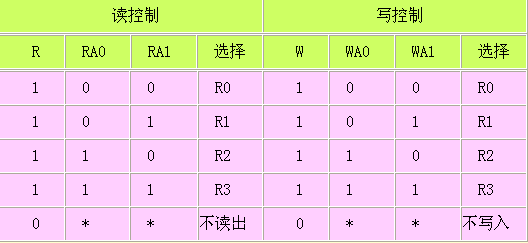 读控制 写控制
R RA0 RA1 选择 W WA0 WA1 选择
1 0 0 R0 1 0 0 R0
1 0 1 R1 1 0 1 R1
1 1 0 R2 1 1 0 R2
1 1 1 R3 1 1 1 R3
0 * * 不读出 0 * * 不写入